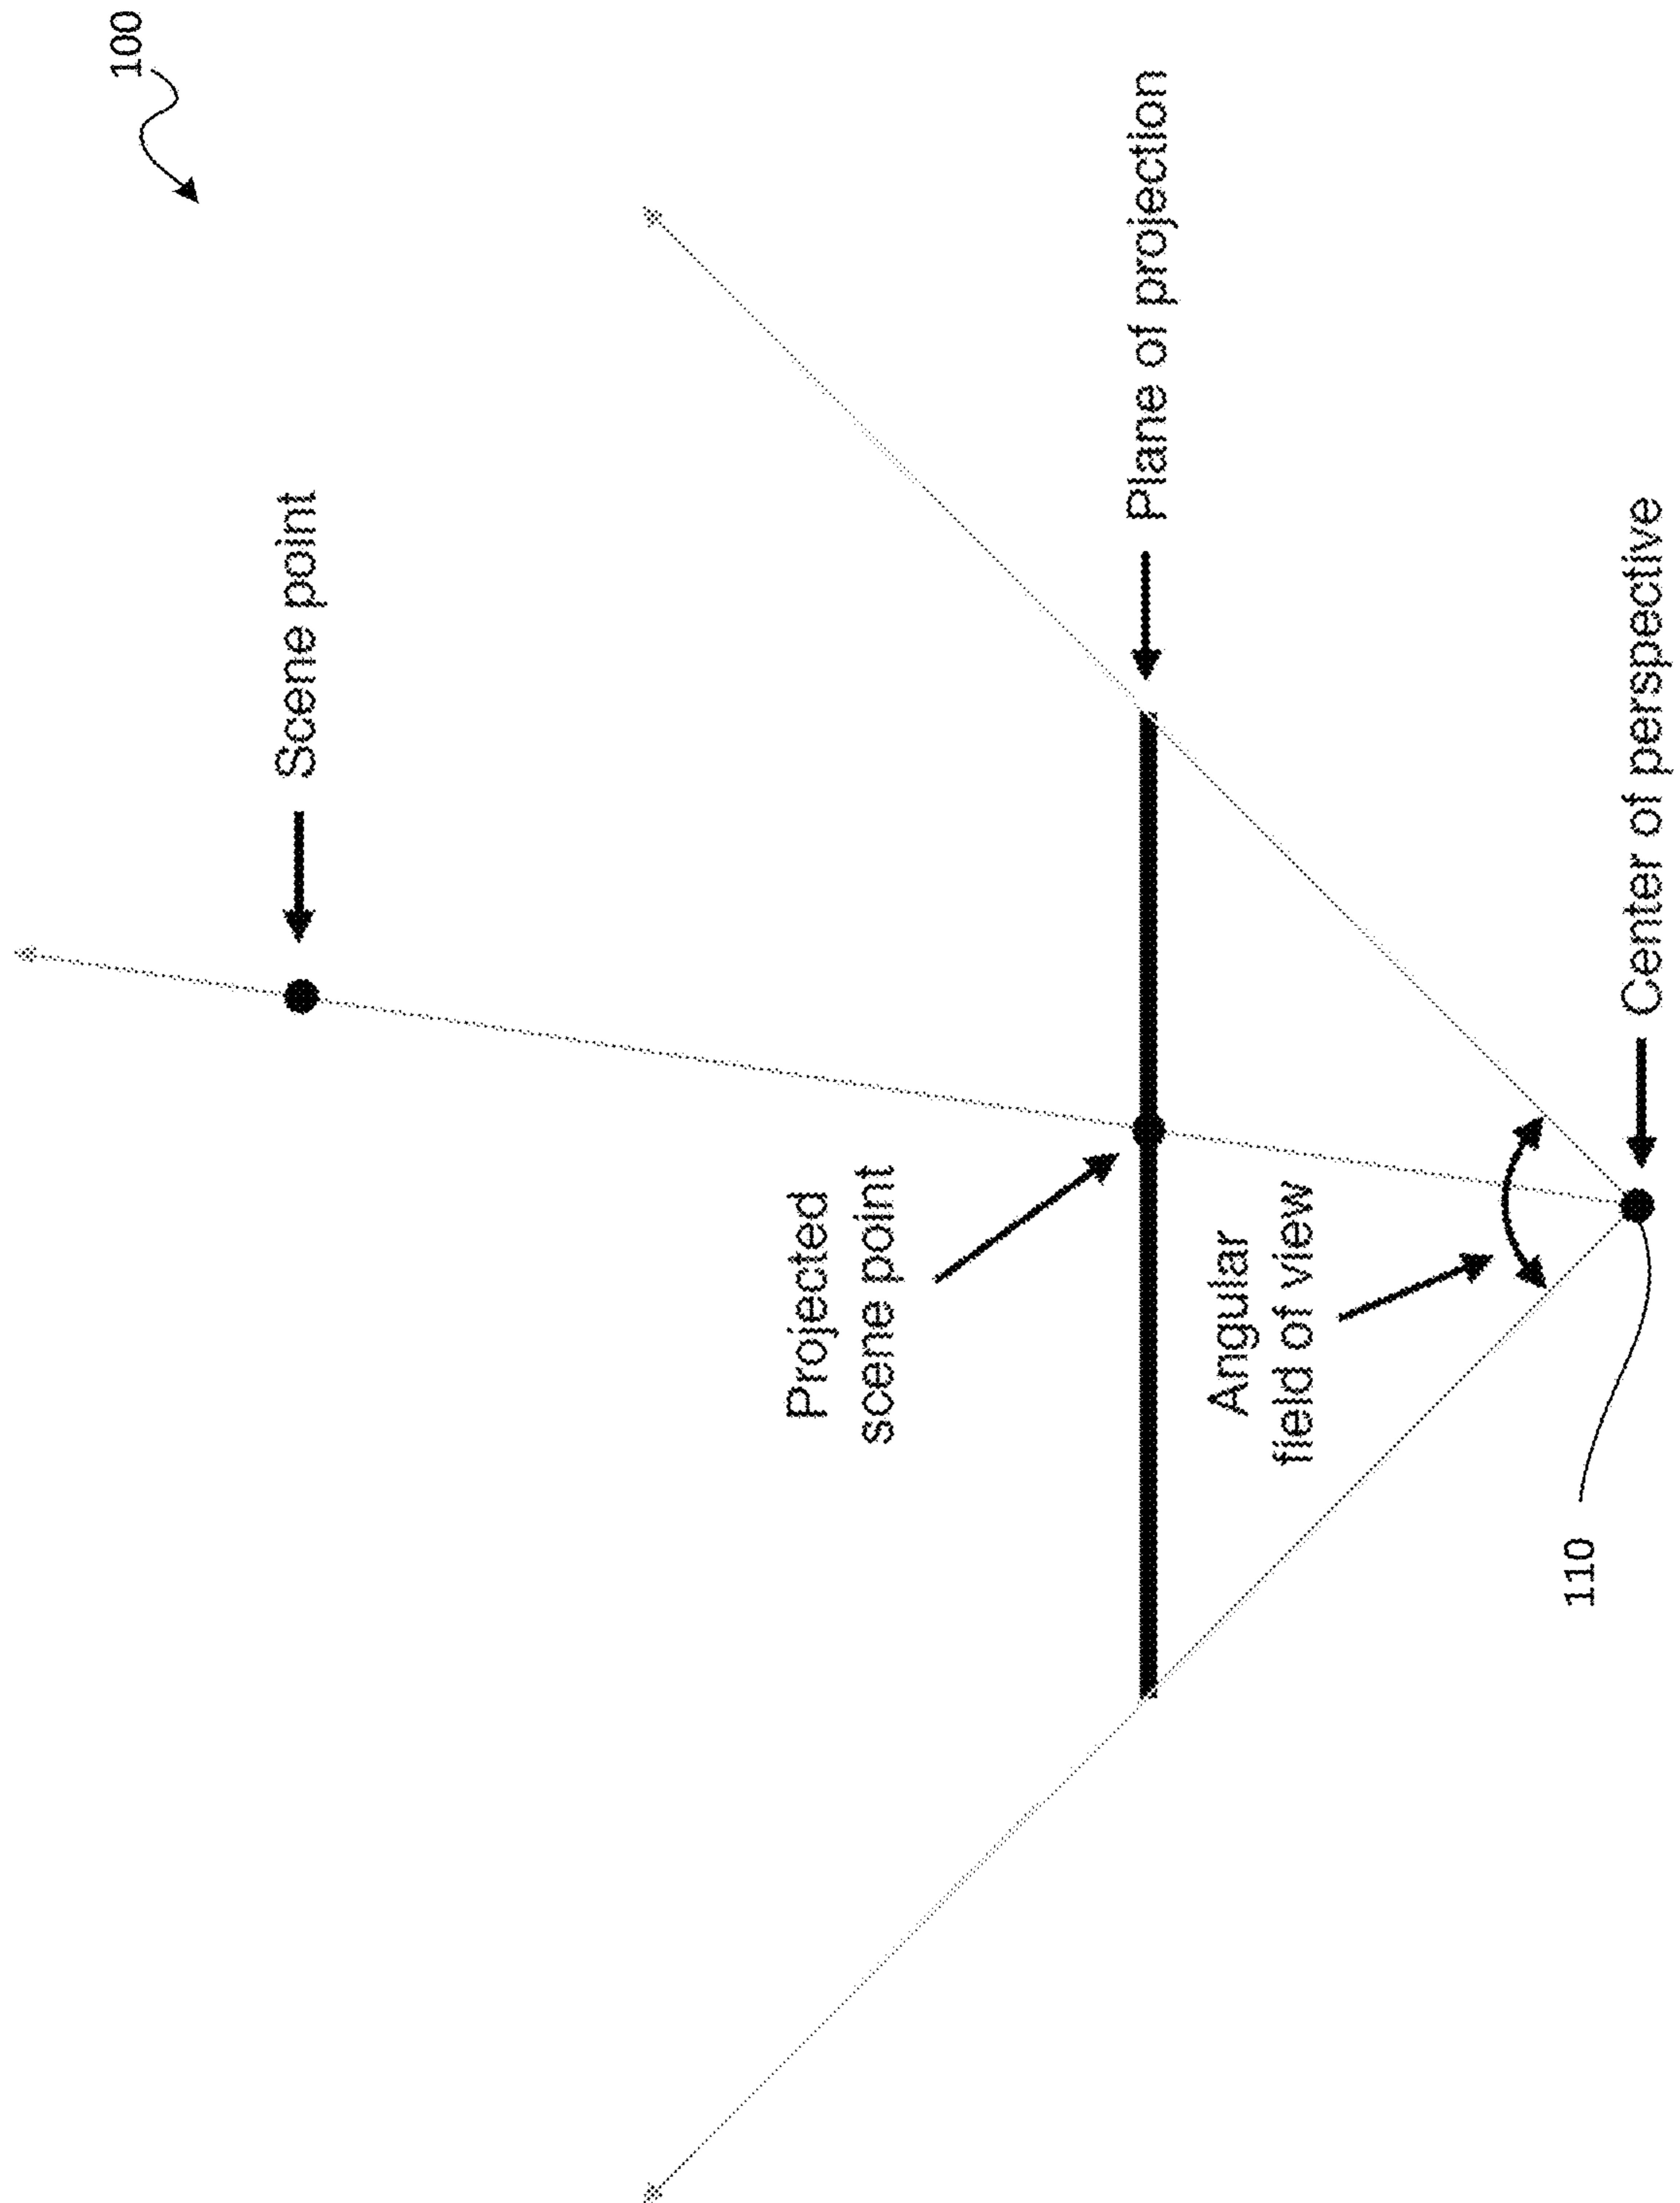 100
Scene point
Projected
scene point
Plane of projection
Angular
field of view
110
Center of perspective